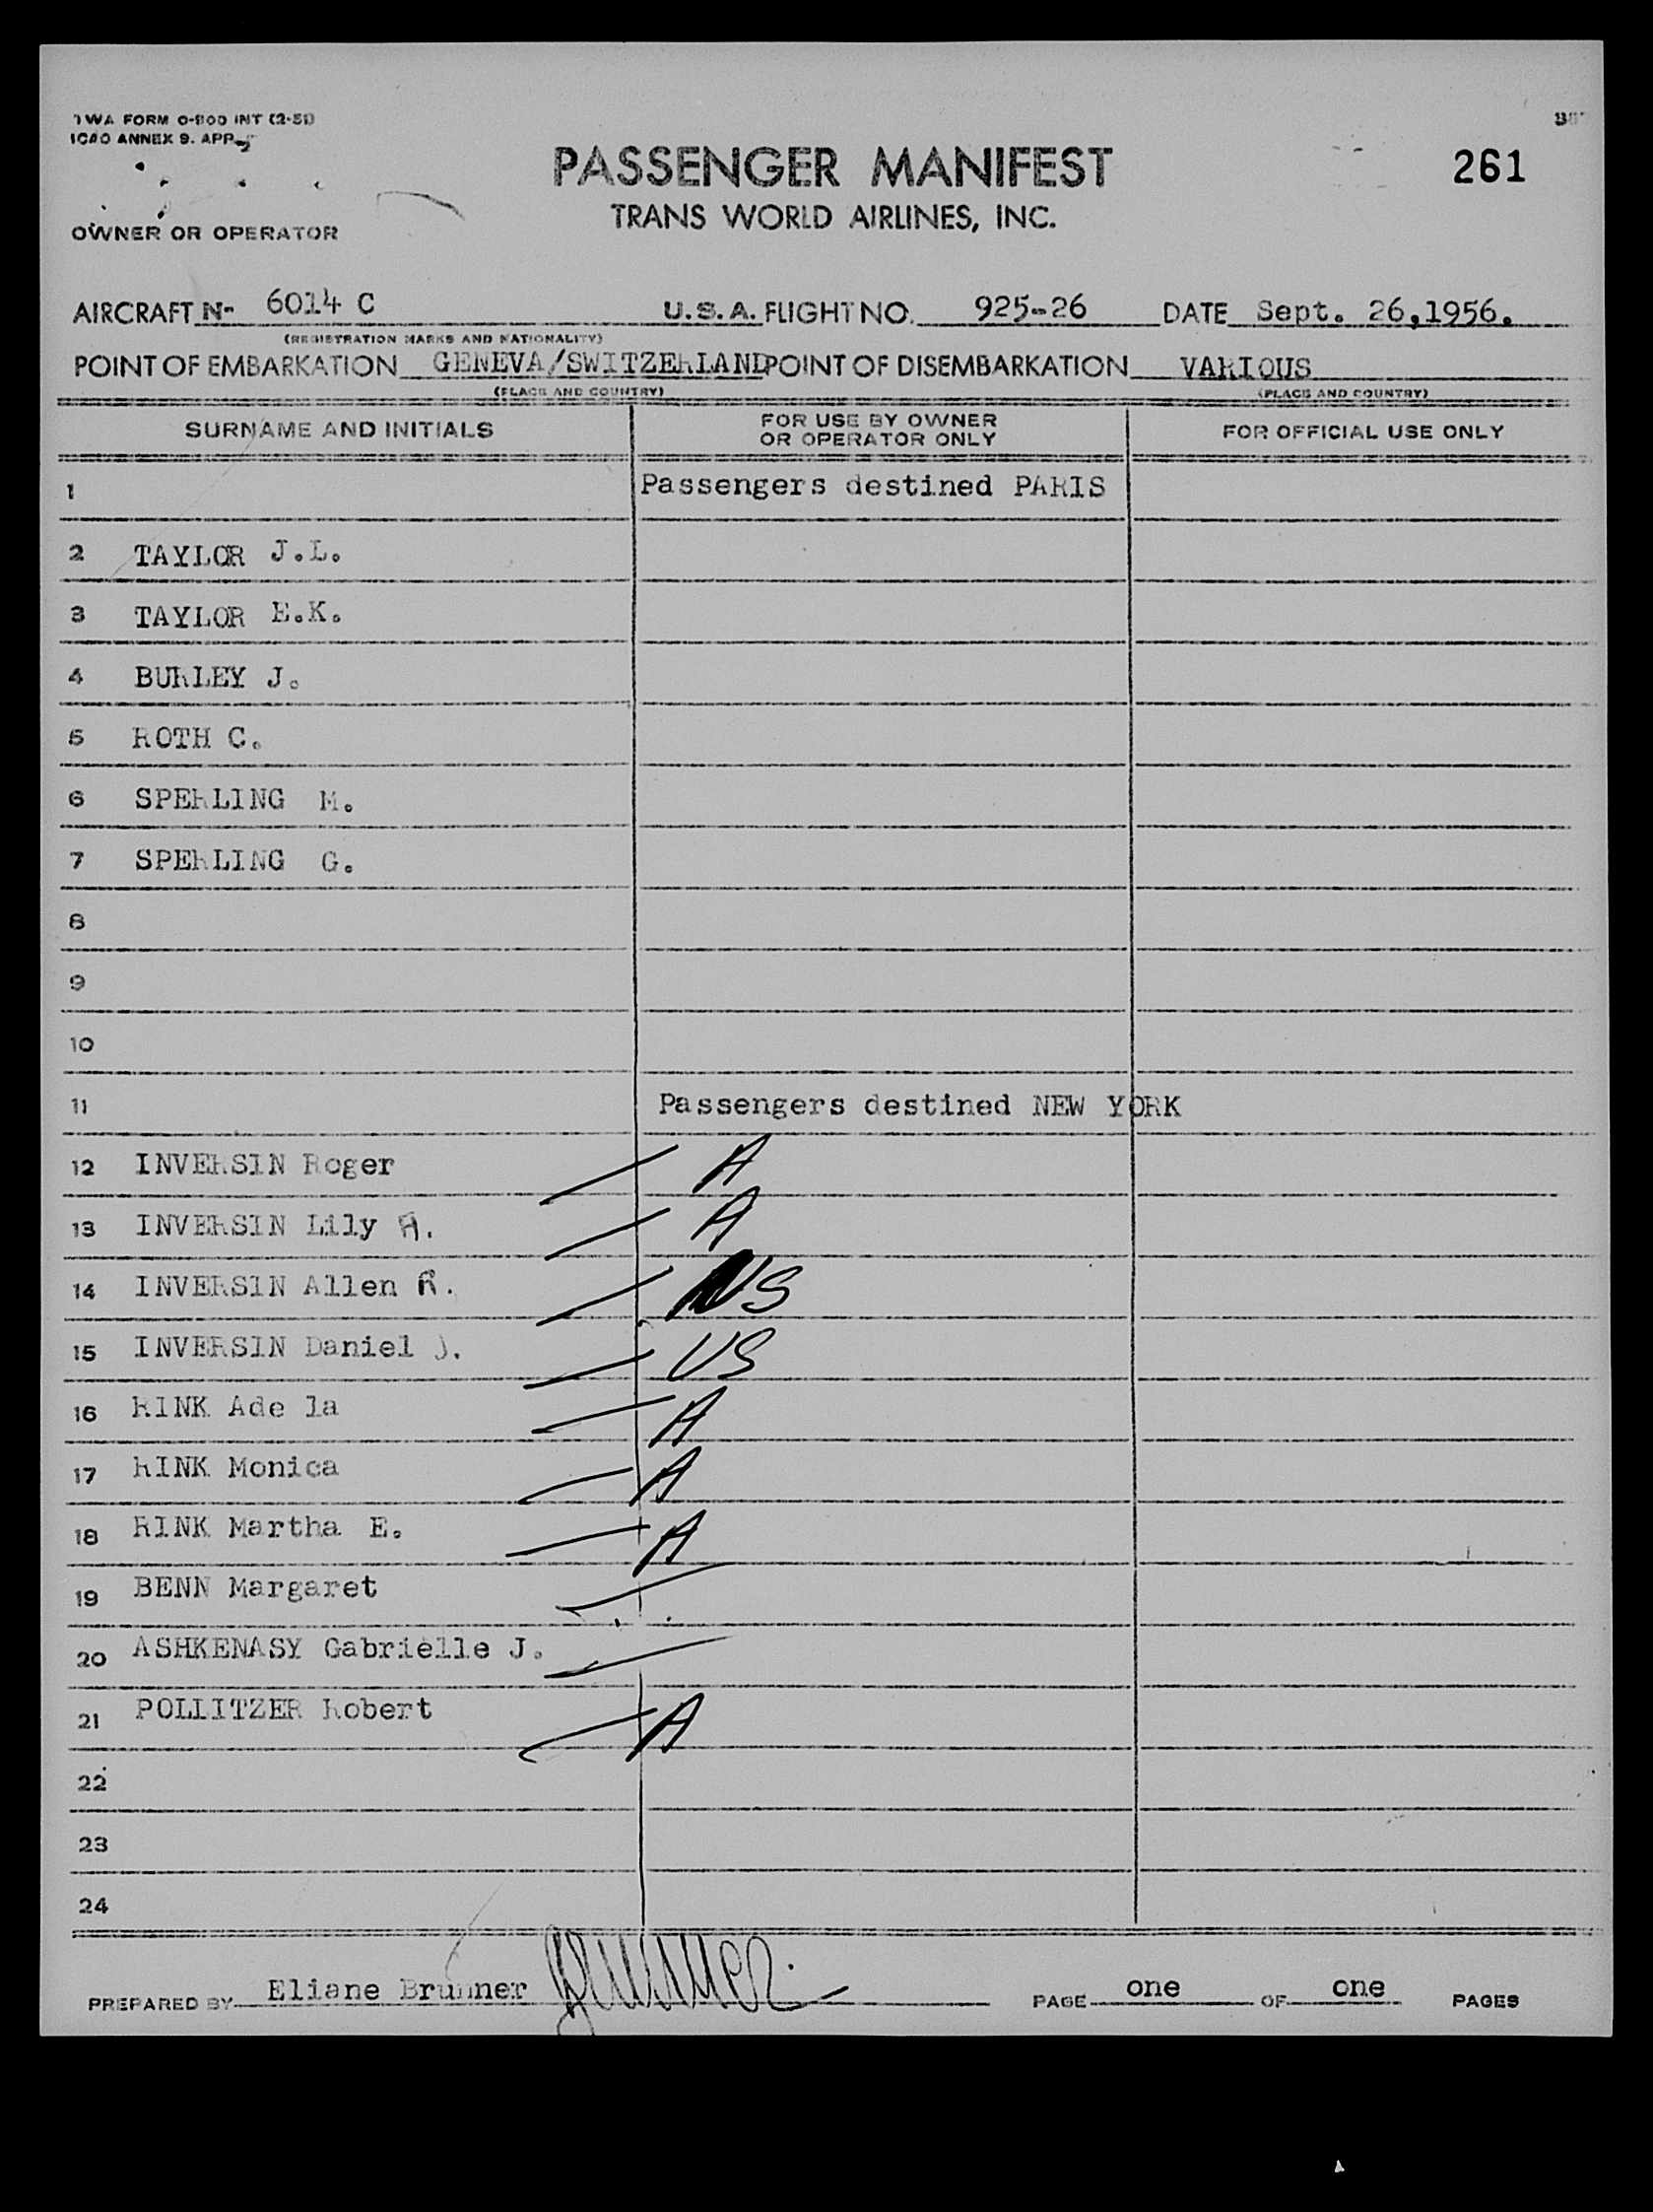 TWA FORM O-800 INT (2-51)
ICAO ANNEX 9. APP.
PASSENGER MANIFEST
261
TRANS WORLD AIRLINES, INC.
OWNER OR OPERATOR
AIRCRAFT N- 6014 C U.S.A. FLIGHT NO. 925-26 DATE Sept. 26,1956.
(REGISTRATION MARKS AND NATIONALITY)
POINT OF EMBARKATION GENEVA/SWITZERLAND POINT OF DISEMBARKATION VARIOUS
(PLACE AND COUNTRY) (PLACE AND COUNTRY)
SURNAME AND INITIALS FOR USE BY OWNER OR OPERATOR ONLY FOR OFFICIAL USE ONLY
1 Passengers destined PARIS
2 TAYLOR J.L.
3 TAYLOR E.K.
4 BURLEY J.
5 ROTH C.
6 SPERLING M.
7 SPERLING G.
8
9
10
11 Passengers destined NEW YORK
12 INVERSIN Roger A
13 INVERSIN Lily A. A
14 INVERSIN Allen R. US
15 INVERSIN Daniel J. US
16 RINK Ade la A
17 RINK Monica A
18 RINK Martha E. A
19 BENN Margaret
20 ASHKENASY Gabrielle J.
21 POLLITZER Robert A
22
23
24
PREPARED BY Eliane Brunner Brunner PAGE one OF one PAGES